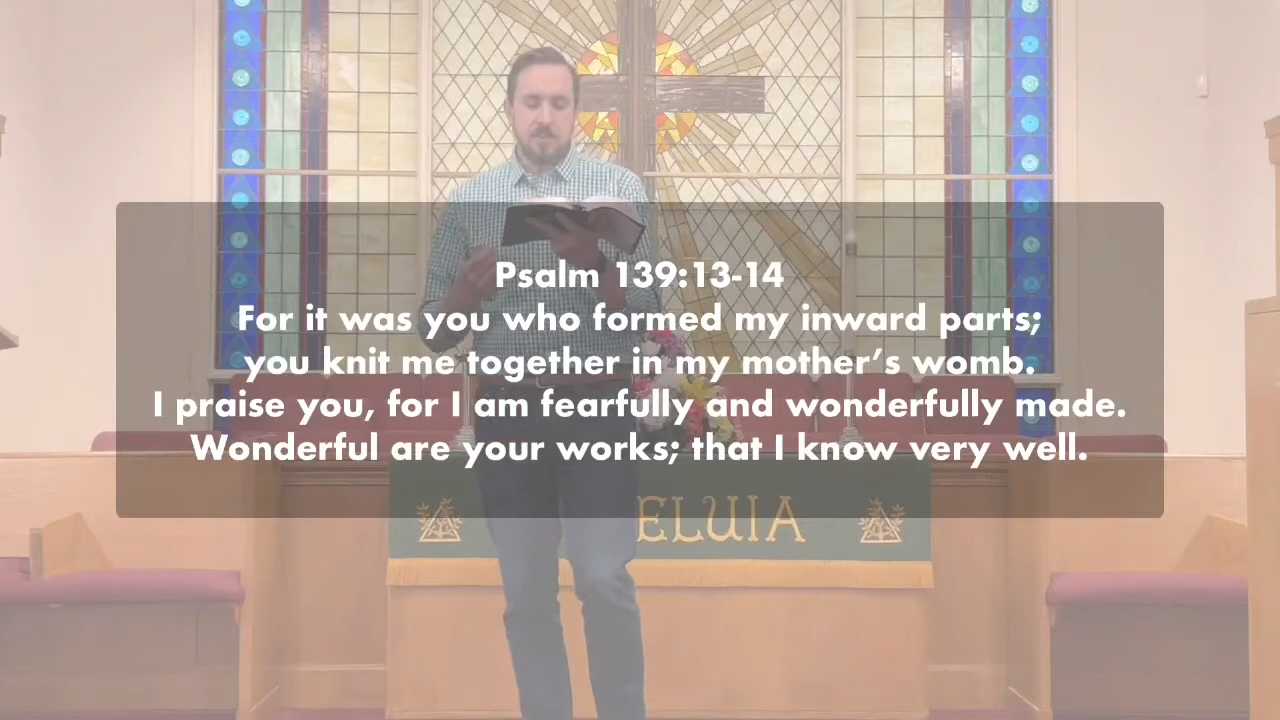 Psalm 139:13-14
For it was you who formed my inward parts;
you knit me together in my mother’s womb.
I praise you, for I am fearfully and wonderfully made.
Wonderful are your works; that I know very well.
ELUIA